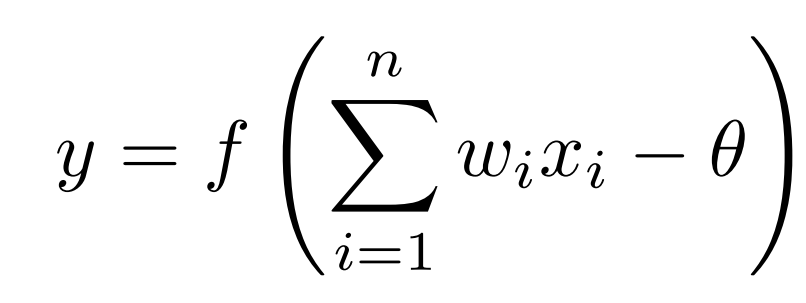 y = f \left( \sum_{i=1}^{n} w_i x_i - \theta \right)